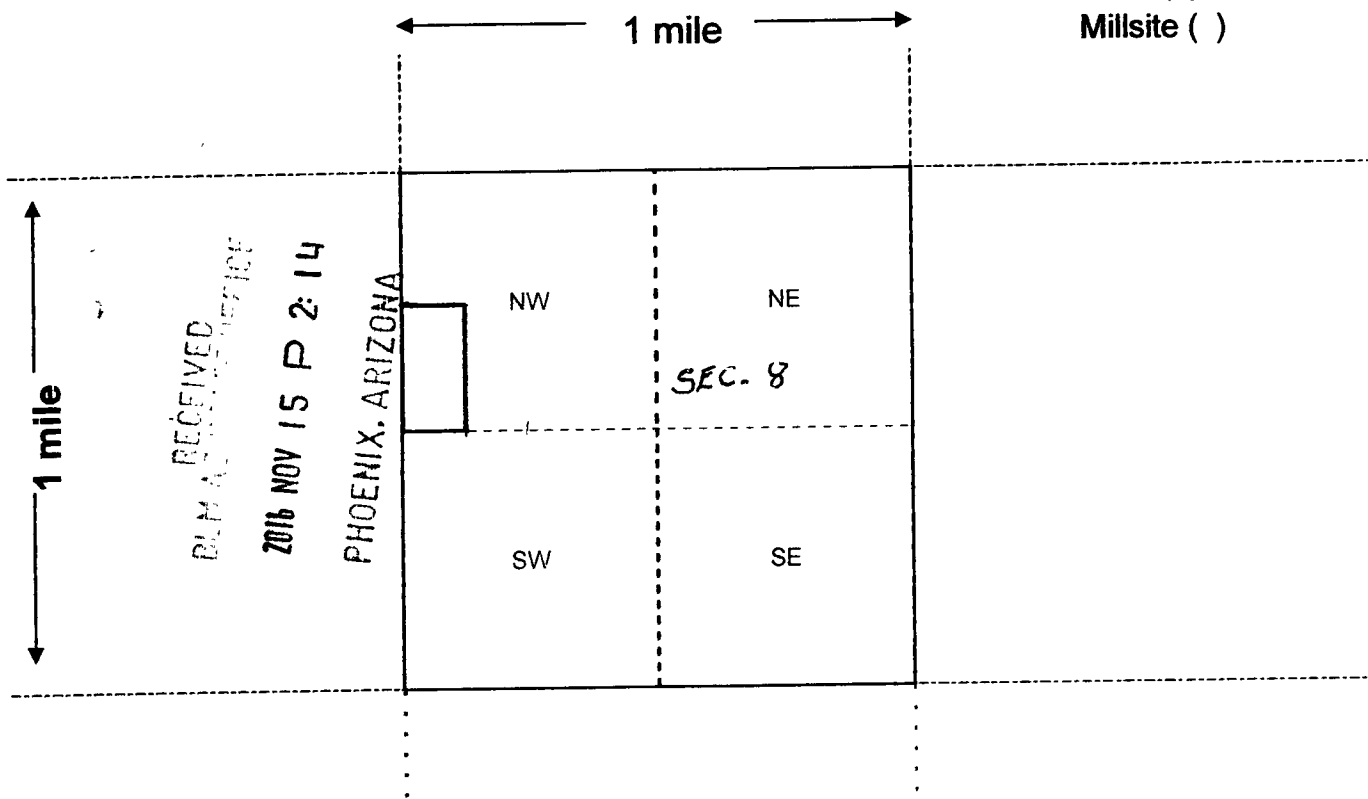 1 mile
Millsite ( )
1 mile
RECEIVED
BLM
2016 NOV 15 P 2: 14
PHOENIX, ARIZONA
NW
NE
SEC. 8
SW
SE